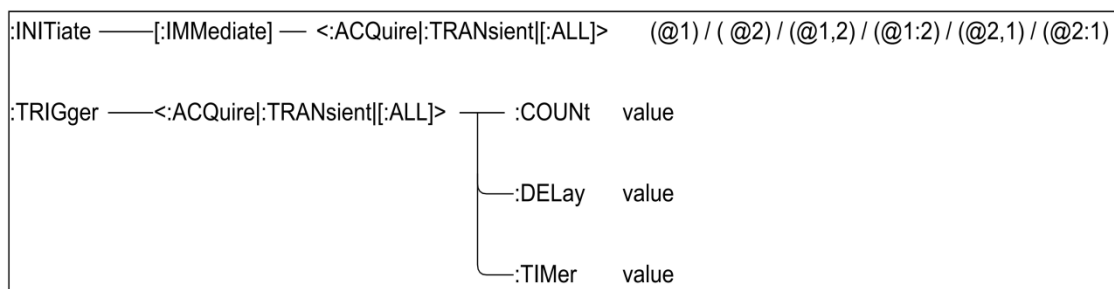 :INITiate [:IMMediate] <:ACQuire|:TRANsient|[:ALL]> (@1) / ( @2) / (@1,2) / (@1:2) / (@2,1) / (@2:1)
:TRIGger <:ACQuire|:TRANsient|[:ALL]> :COUNt value
:DELay value
:TIMer value